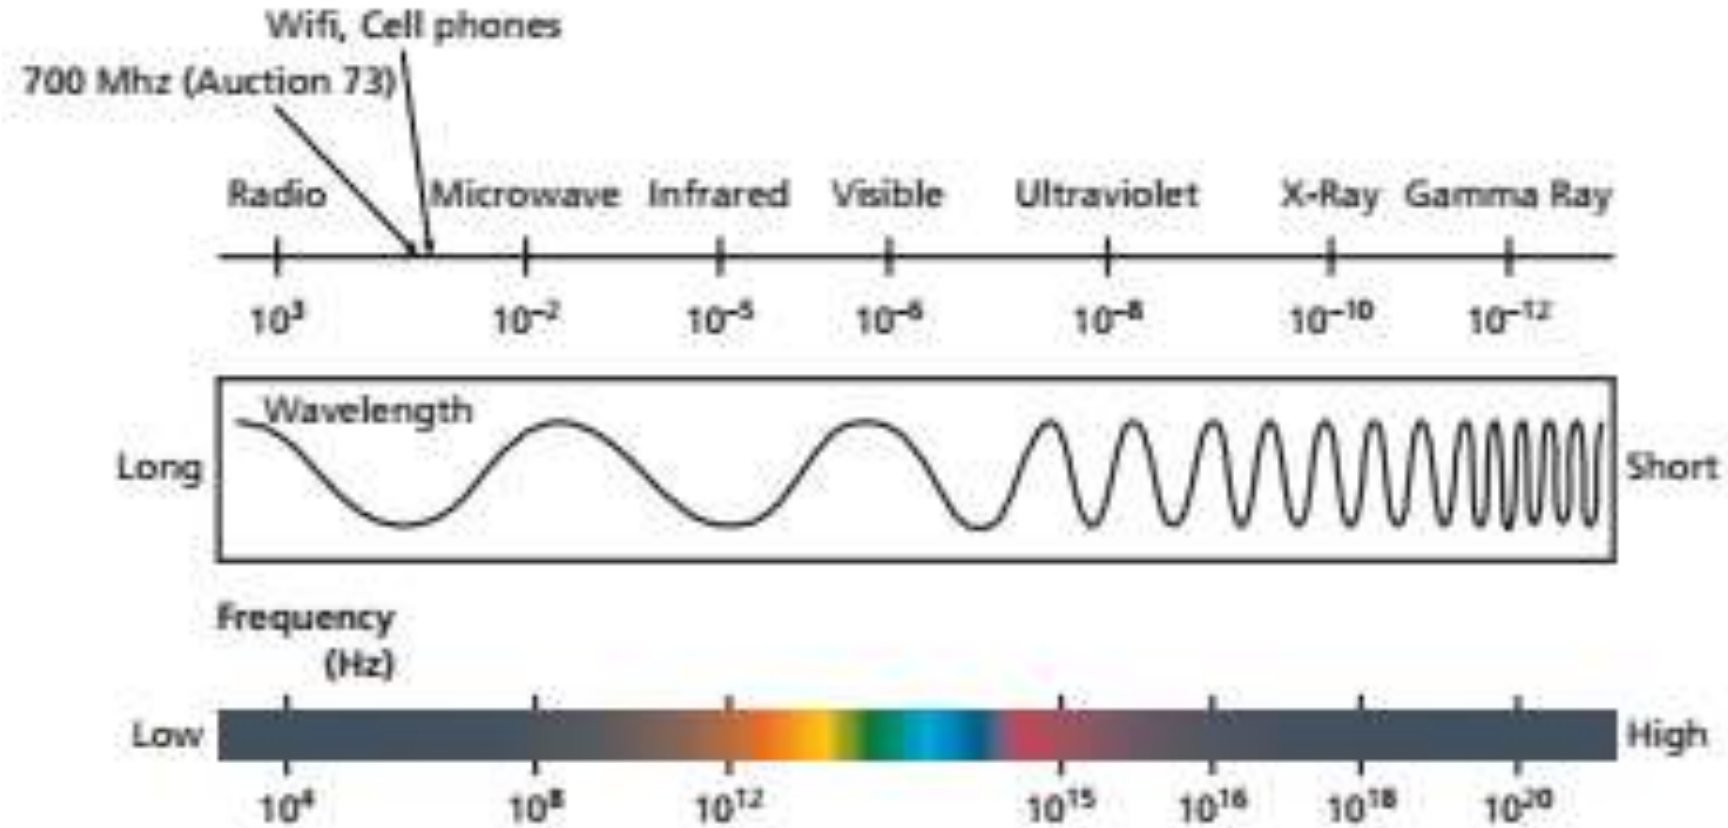 Wifi, Cell phones
700 Mhz (Auction 73)
Radio Microwave Infrared Visible Ultraviolet X-Ray Gamma Ray
10³ 10⁻² 10⁻⁵ 10⁻⁶ 10⁻⁸ 10⁻¹⁰ 10⁻¹²
Wavelength
Long Short
Frequency
(Hz)
Low High
10⁴ 10⁸ 10¹² 10¹⁵ 10¹⁶ 10¹⁸ 10²⁰